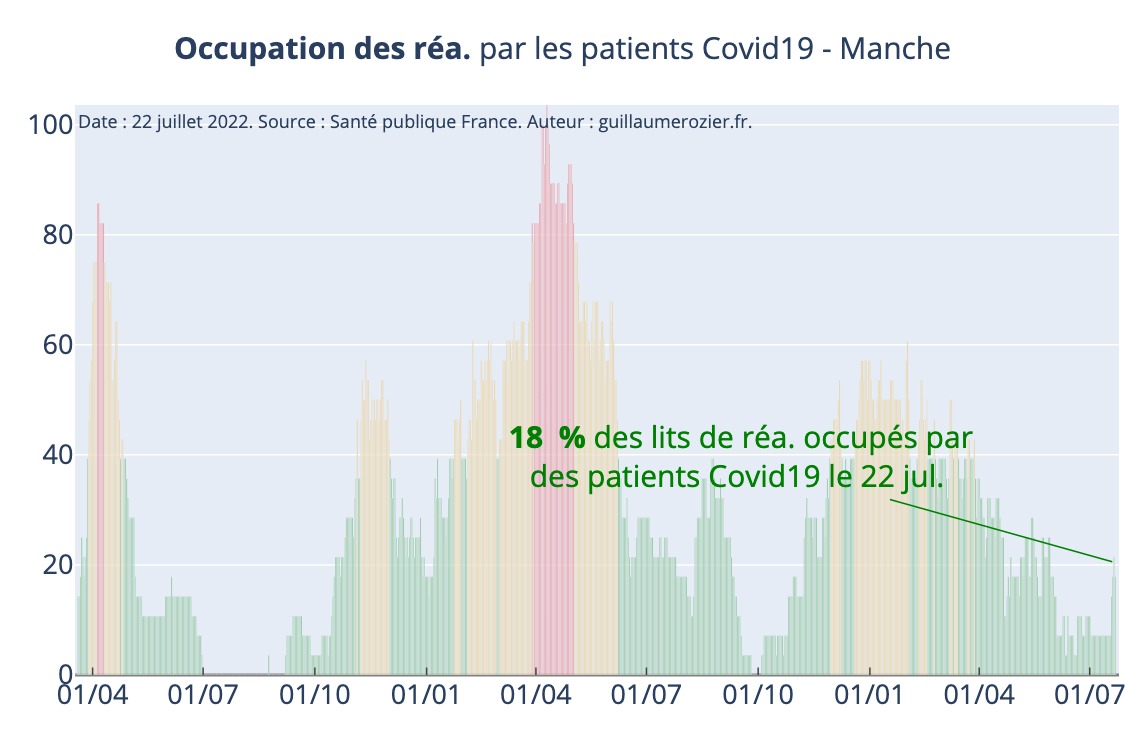 Occupation des réa. par les patients Covid19 - Manche
Date : 22 juillet 2022. Source : Santé publique France. Auteur : guillaumerozier.fr.
100
80
60
40
20
0
18 % des lits de réa. occupés par
des patients Covid19 le 22 jul.
01/04 01/07 01/10 01/01 01/04 01/07 01/10 01/01 01/04 01/07